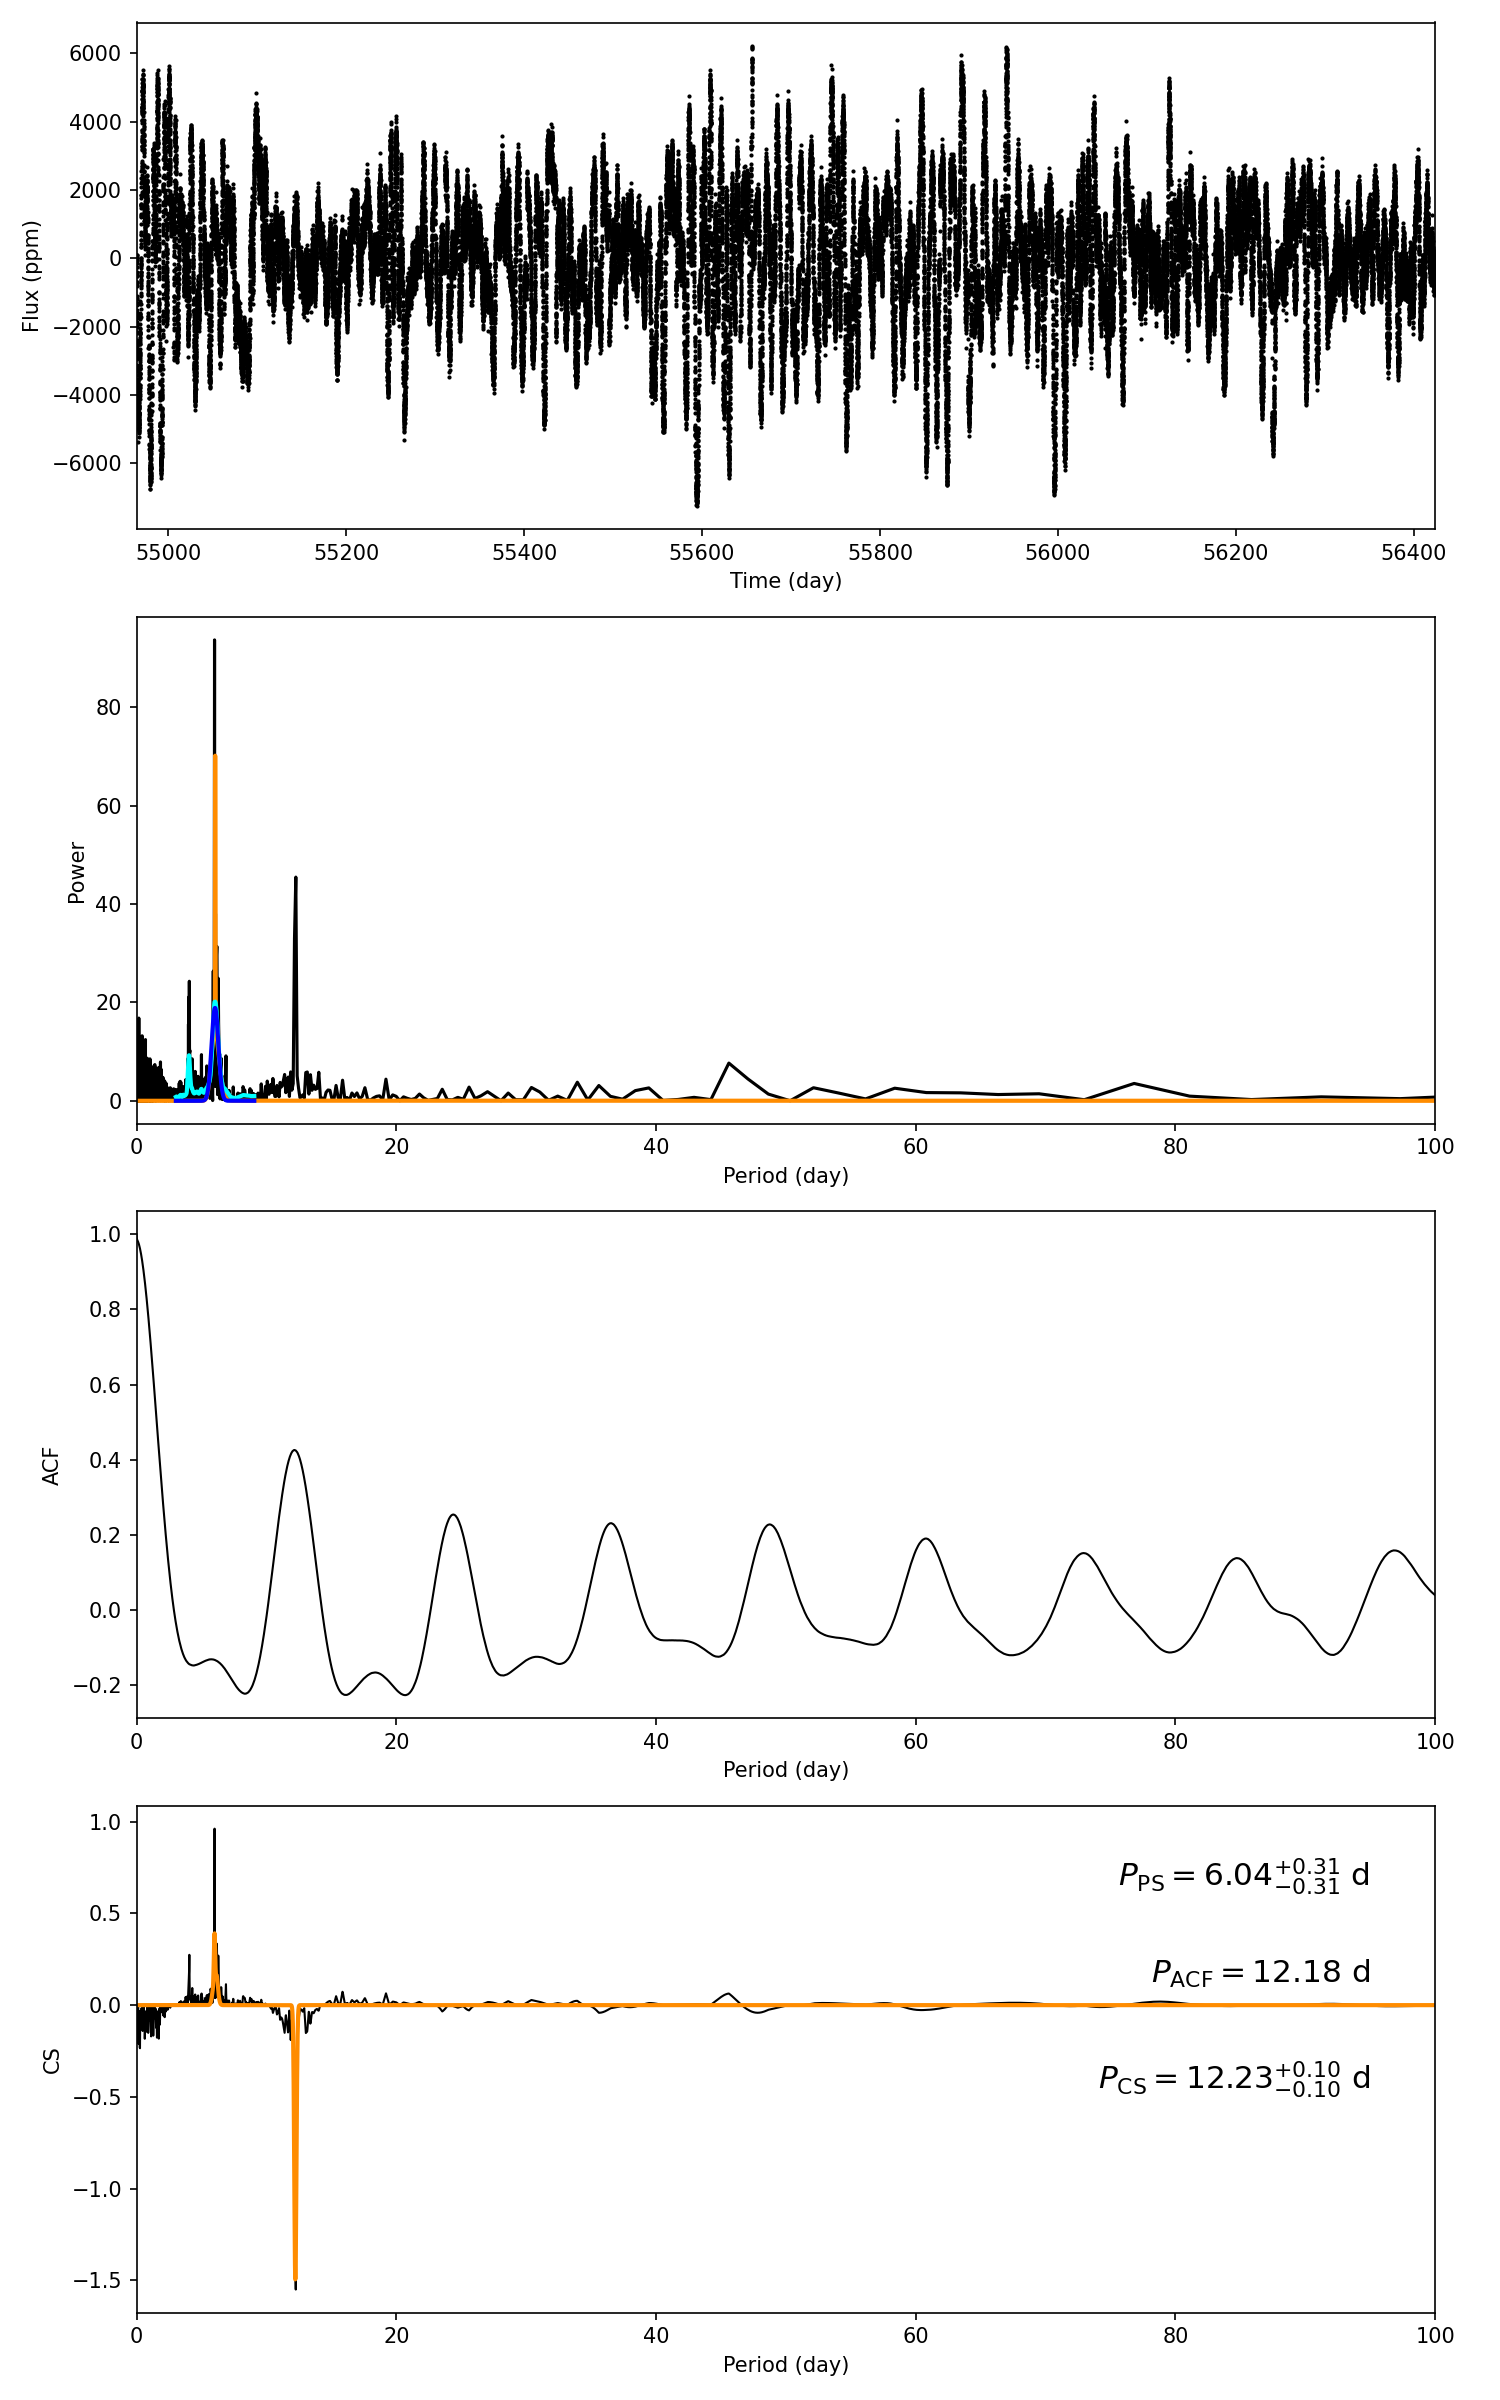 6000
4000
2000
0
−2000
−4000
−6000
Flux (ppm)
55000 55200 55400 55600 55800 56000 56200 56400
Time (day)
80
60
40
20
0
Power
0 20 40 60 80 100
Period (day)
1.0
0.8
0.6
0.4
0.2
0.0
−0.2
ACF
0 20 40 60 80 100
Period (day)
1.0
0.5
0.0
−0.5
−1.0
−1.5
CS
P_PS = 6.04 +0.31 −0.31 d
P_ACF = 12.18 d
P_CS = 12.23 +0.10 −0.10 d
0 20 40 60 80 100
Period (day)